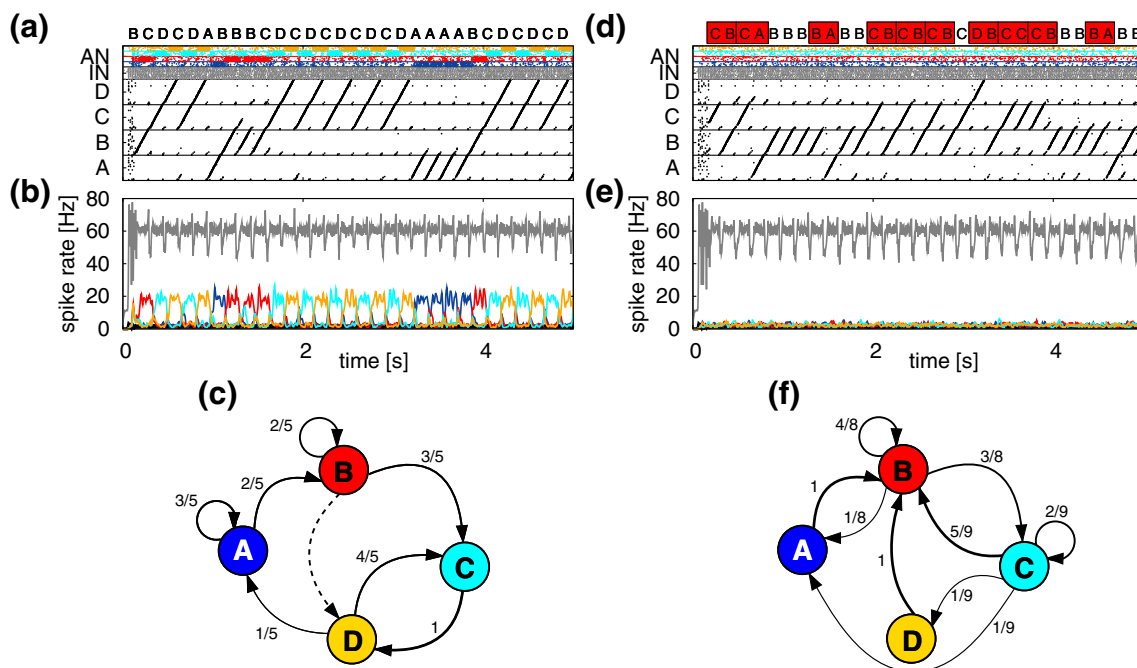 (a)
B C D C D A B B B C D C D C D C D C D A A A A B C D C D C D
AN
IN
D
C
B
A
(b)
spike rate [Hz]
80
60
40
20
0
0 2 4
time [s]
(c)
2/5
B
3/5
2/5
3/5
A
C
4/5
D
1/5
1
(d)
C B C A B B B B A B B C B C B C B C D B C C C B B B B A B B
AN
IN
D
C
B
A
(e)
spike rate [Hz]
80
60
40
20
0
0 2 4
time [s]
(f)
4/8
B
3/8
1
1/8
5/9
2/9
A
C
1
1/9
D
1/9